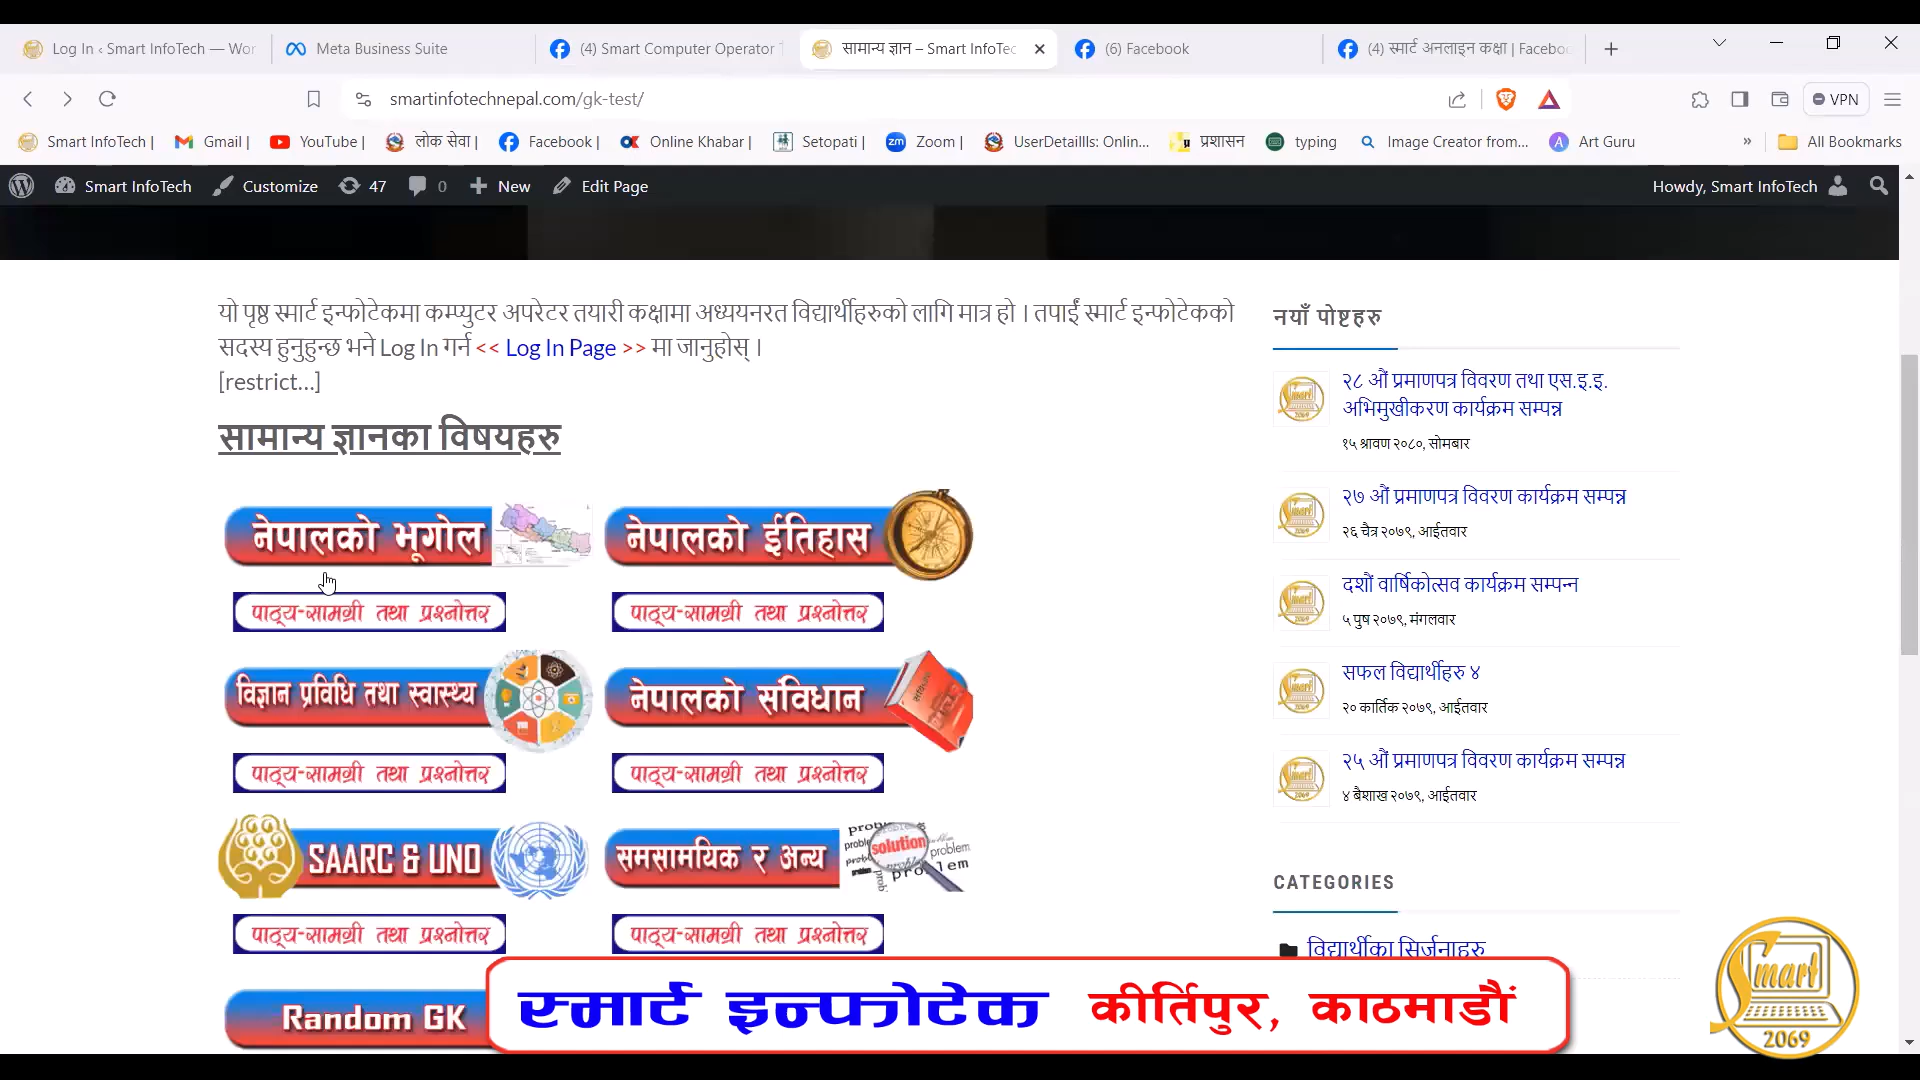 Log In ‹ Smart InfoTech — Wor
Meta Business Suite
(4) Smart Computer Operator T
सामान्य ज्ञान – Smart InfoTec
(6) Facebook
(4) स्मार्ट अनलाइन कक्षा | Faceboo
smartinfotechnepal.com/gk-test/
VPN
Smart InfoTech |
Gmail |
YouTube |
लोक सेवा |
Facebook |
Online Khabar |
Setopati |
Zoom |
UserDetaillls: Onlin...
प्रशासन
typing
Image Creator from...
Art Guru
All Bookmarks
Smart InfoTech
Customize
47
0
New
Edit Page
Howdy, Smart InfoTech
यो पृष्ठ स्मार्ट इन्फोटेकमा कम्प्युटर अपरेटर तयारी कक्षामा अध्ययनरत विद्यार्थीहरुको लागि मात्र हो । तपाईं स्मार्ट इन्फोटेकको
सदस्य हुनुहुन्छ भने Log In गर्न << Log In Page >> मा जानुहोस् ।
[restrict…]
सामान्य ज्ञानका विषयहरु
नेपालको भूगोल
नेपालको ईतिहास
पाठ्य-सामग्री तथा प्रश्नोत्तर
पाठ्य-सामग्री तथा प्रश्नोत्तर
विज्ञान प्रविधि तथा स्वास्थ्य
नेपालको संविधान
पाठ्य-सामग्री तथा प्रश्नोत्तर
पाठ्य-सामग्री तथा प्रश्नोत्तर
SAARC & UNO
समसामयिक र अन्य
problem
solution
problem
problem
पाठ्य-सामग्री तथा प्रश्नोत्तर
पाठ्य-सामग्री तथा प्रश्नोत्तर
Random GK
नयाँ पोष्टहरु
२८ औं प्रमाणपत्र विवरण तथा एस.इ.इ.
अभिमुखीकरण कार्यक्रम सम्पन्न
१५ श्रावण २०८०, सोमबार
२७ औं प्रमाणपत्र विवरण कार्यक्रम सम्पन्न
२६ चैत्र २०७९, आईतवार
दशौं वार्षिकोत्सव कार्यक्रम सम्पन्न
५ पुष २०७९, मंगलवार
सफल विद्यार्थीहरु ४
२० कार्तिक २०७९, आईतवार
२५ औं प्रमाणपत्र विवरण कार्यक्रम सम्पन्न
४ बैशाख २०७९, आईतवार
CATEGORIES
विद्यार्थीका सिर्जनाहरु
स्मार्ट इन्फोटेक कीर्तिपुर, काठमाडौं
Smart
2069